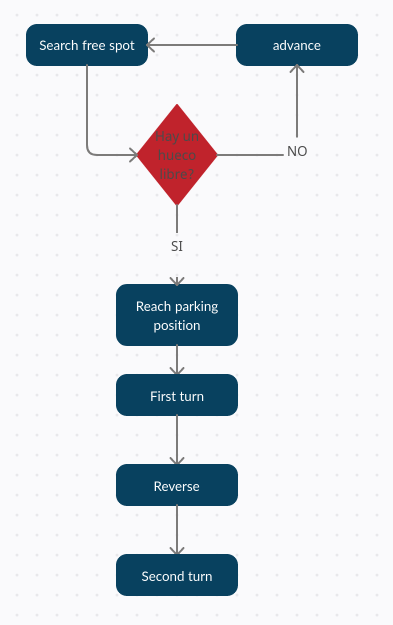 Search free spot
advance
Hay un
hueco
libre?
NO
SI
Reach parking
position
First turn
Reverse
Second turn